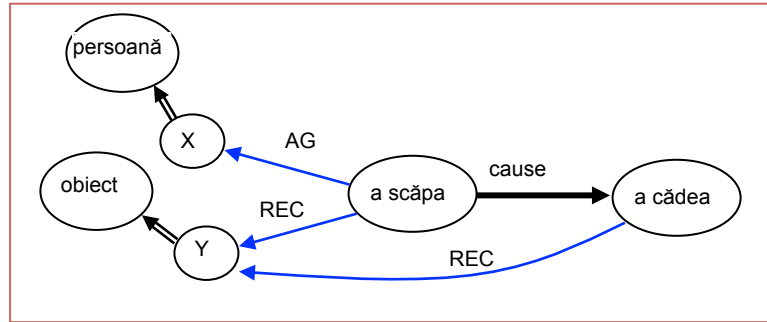 persoană
X
AG
cause
obiect
a scăpa
a cădea
REC
Y
REC